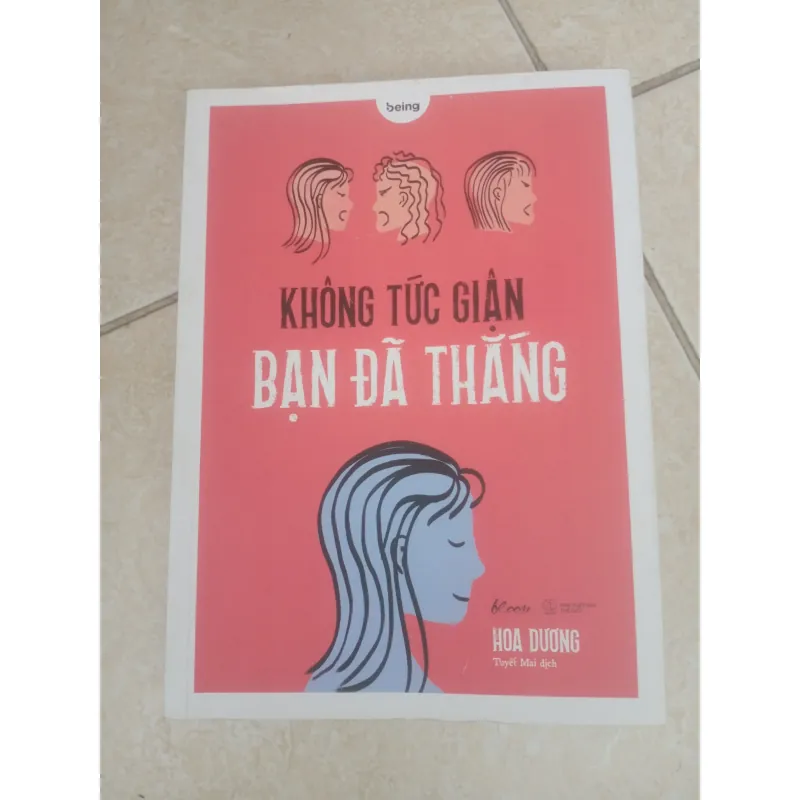 being
KHÔNG TỨC GIẬN
BẠN ĐÃ THẮNG
HOA DƯƠNG
Tuyết Mai dịch